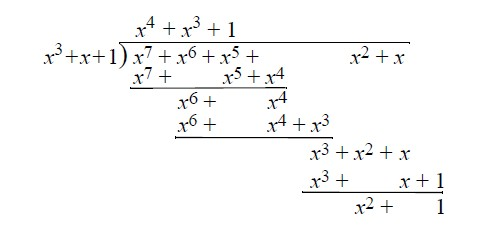 x⁴ + x³ + 1
x³+x+1)x⁷ + x⁶ + x⁵ + x² + x
x⁷ + x⁵ + x⁴
x⁶ + x⁴
x⁶ + x⁴ + x³
x³ + x² + x
x³ + x + 1
x² + 1